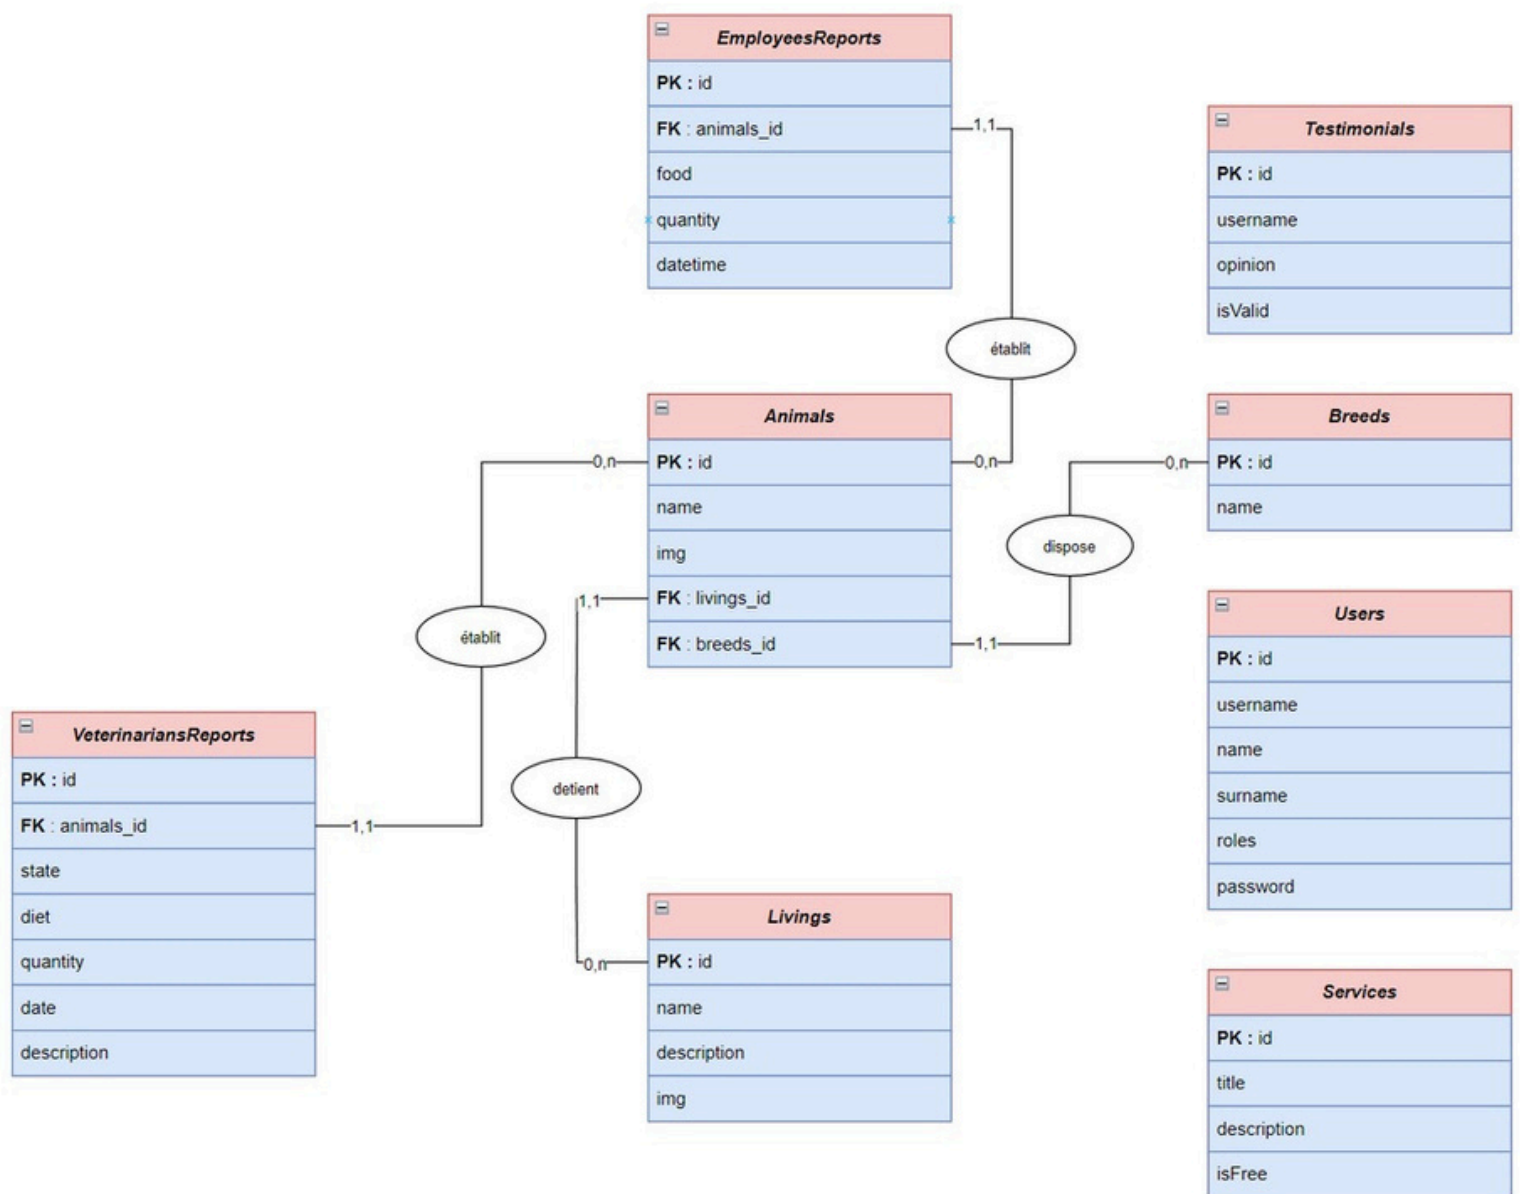 EmployeesReports
PK : id
FK : animals_id
food
quantity
datetime
1,1
établit
0,n
Testimonials
PK : id
username
opinion
isValid
Animals
PK : id
name
img
FK : livings_id
FK : breeds_id
0,n
établit
1,1
1,1
detient
0,n
0,n
dispose
1,1
Breeds
PK : id
name
Users
PK : id
username
name
surname
roles
password
VeterinariansReports
PK : id
FK : animals_id
state
diet
quantity
date
description
Livings
PK : id
name
description
img
Services
PK : id
title
description
isFree